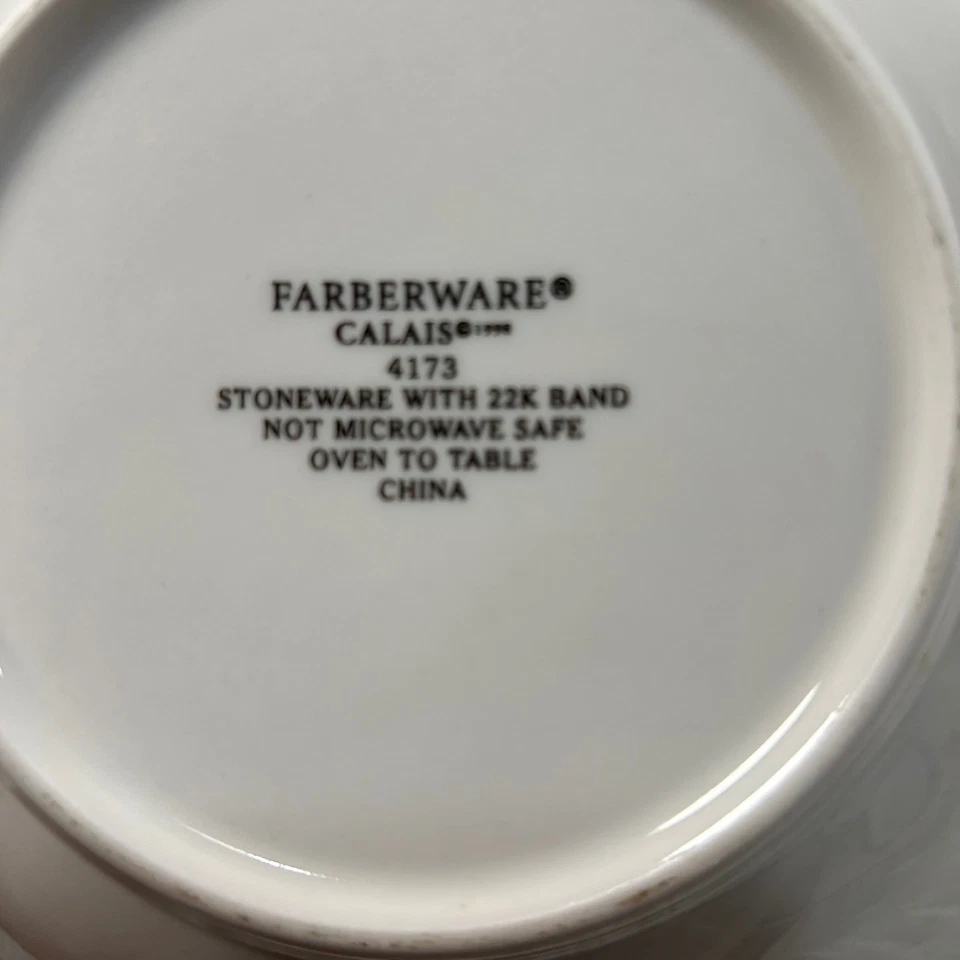 FARBERWARE®
CALAIS©
4173
STONEWARE WITH 22K BAND
NOT MICROWAVE SAFE
OVEN TO TABLE
CHINA